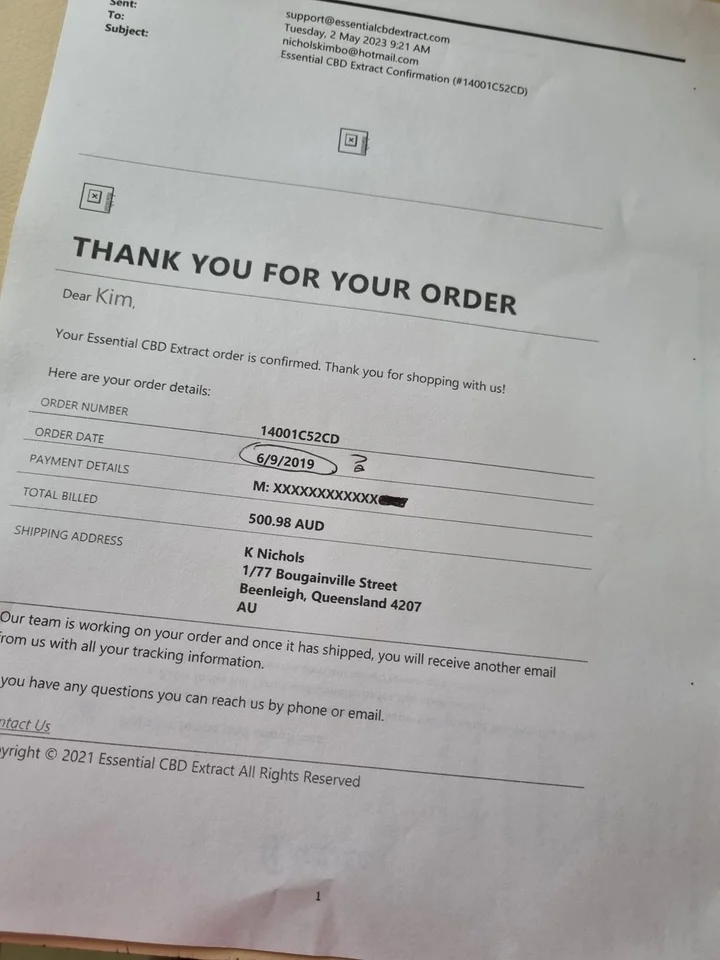 Sent:
To:
Subject:
support@essentialcbdextract.com
Tuesday, 2 May 2023 9:21 AM
nicholskimbo@hotmail.com
Essential CBD Extract Confirmation (#14001C52CD)
THANK YOU FOR YOUR ORDER
Dear Kim,
Your Essential CBD Extract order is confirmed. Thank you for shopping with us!
Here are your order details:
ORDER NUMBER 14001C52CD
ORDER DATE 6/9/2019 ?
PAYMENT DETAILS M: XXXXXXXXXXXX
TOTAL BILLED 500.98 AUD
SHIPPING ADDRESS K Nichols
1/77 Bougainville Street
Beenleigh, Queensland 4207
AU
Our team is working on your order and once it has shipped, you will receive another email
rom us with all your tracking information.
you have any questions you can reach us by phone or email.
ntact Us
yright © 2021 Essential CBD Extract All Rights Reserved
1